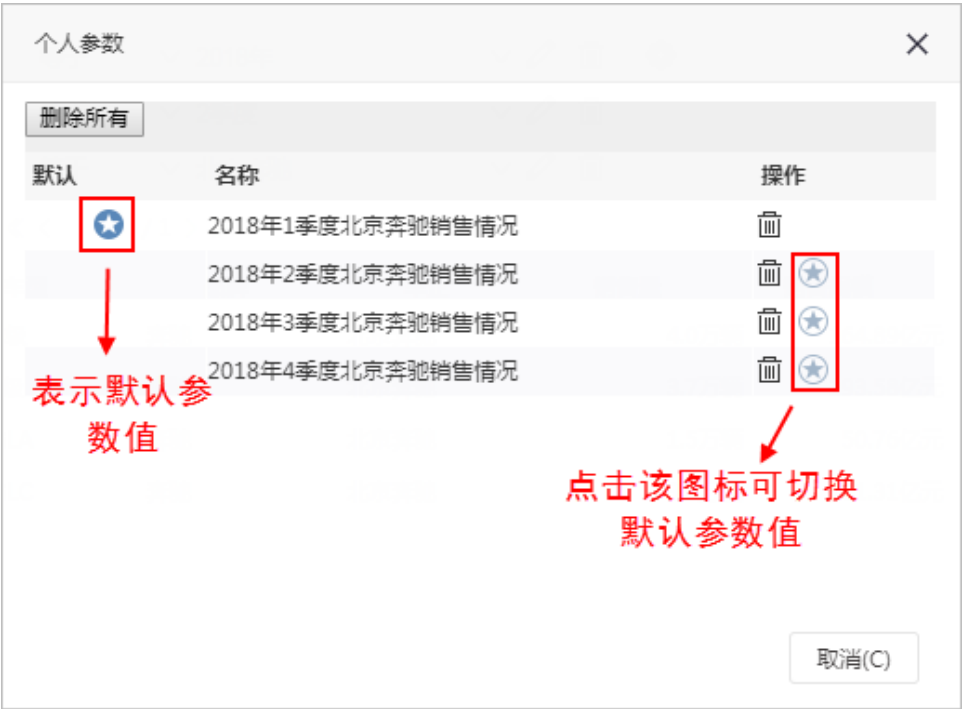 个人参数
删除所有
默认 名称 操作
2018年1季度北京奔驰销售情况
2018年2季度北京奔驰销售情况
2018年3季度北京奔驰销售情况
2018年4季度北京奔驰销售情况
表示默认参
数值
点击该图标可切换
默认参数值
取消(C)